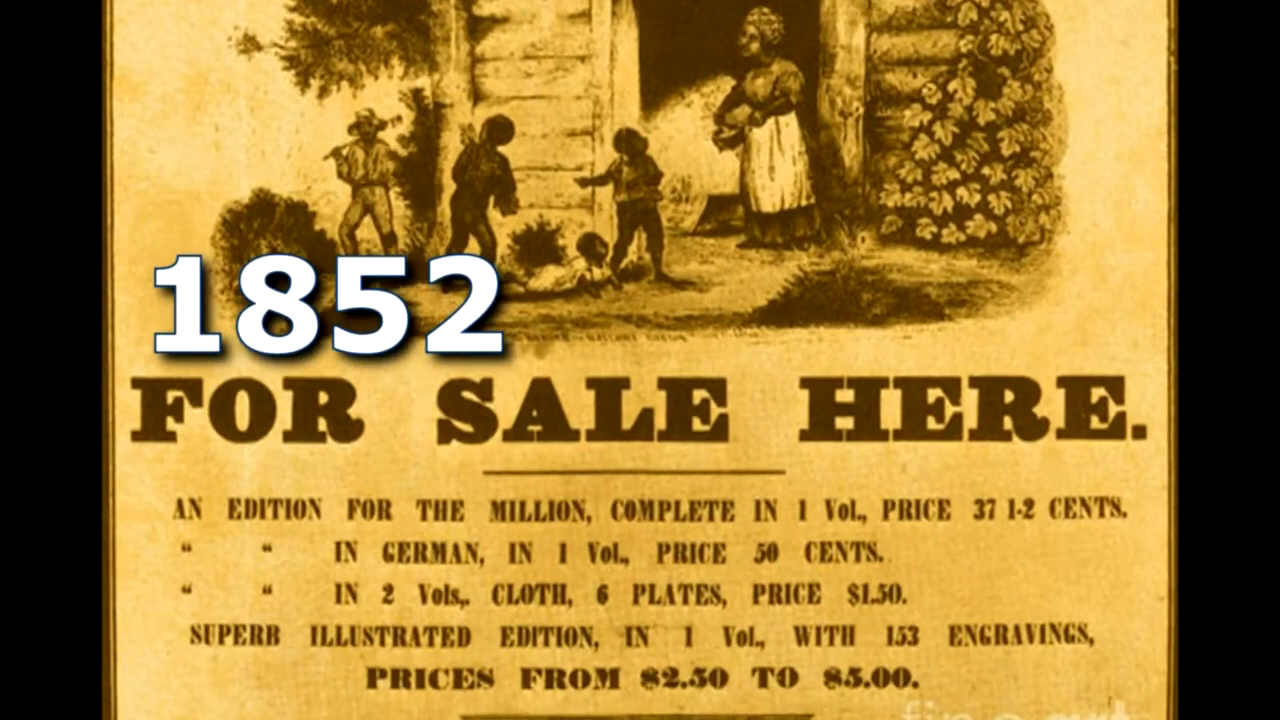 1852
FOR SALE HERE.
AN EDITION FOR THE MILLION, COMPLETE IN 1 Vol., PRICE 37 1-2 CENTS.
“ “ IN GERMAN, IN 1 Vol., PRICE 50 CENTS.
“ “ IN 2 Vols,. CLOTH, 6 PLATES, PRICE $1.50.
SUPERB ILLUSTRATED EDITION, IN 1 Vol., WITH 153 ENGRAVINGS,
PRICES FROM $2.50 TO $5.00.